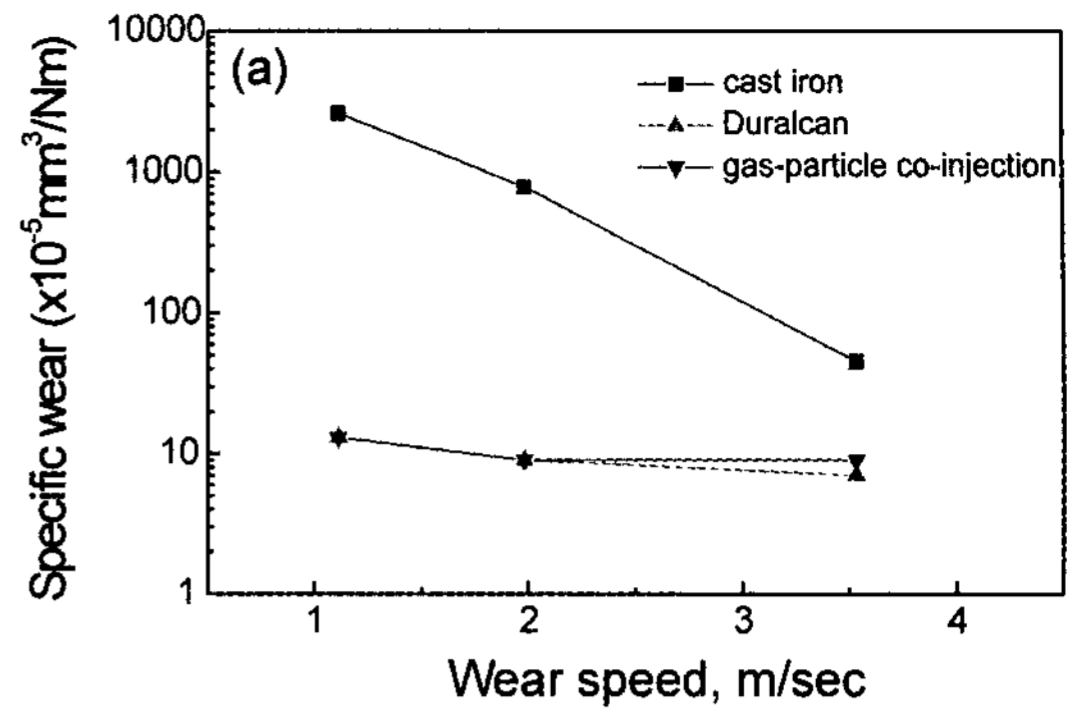 (a)
cast iron
Duralcan
gas-particle co-injection
Specific wear (x10⁻⁵mm³/Nm)
10000
1000
100
10
1
1 2 3 4
Wear speed, m/sec